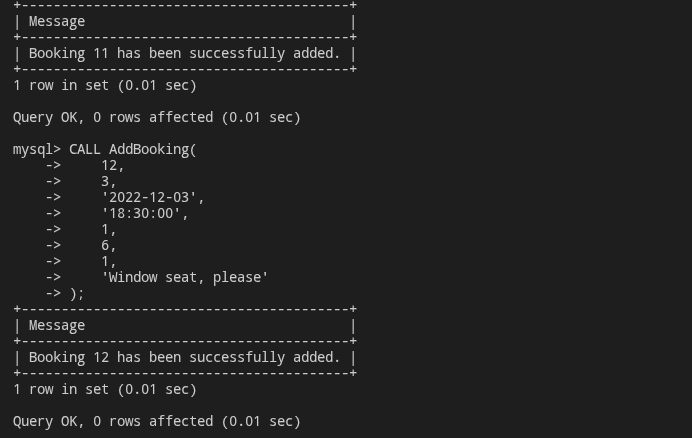 +-----------------------------------------+
| Message                                 |
+-----------------------------------------+
| Booking 11 has been successfully added. |
+-----------------------------------------+
1 row in set (0.01 sec)

Query OK, 0 rows affected (0.01 sec)

mysql> CALL AddBooking(
    ->     12,
    ->     3,
    ->     '2022-12-03',
    ->     '18:30:00',
    ->     1,
    ->     6,
    ->     1,
    ->     'Window seat, please'
    -> );
+-----------------------------------------+
| Message                                 |
+-----------------------------------------+
| Booking 12 has been successfully added. |
+-----------------------------------------+
1 row in set (0.01 sec)

Query OK, 0 rows affected (0.01 sec)